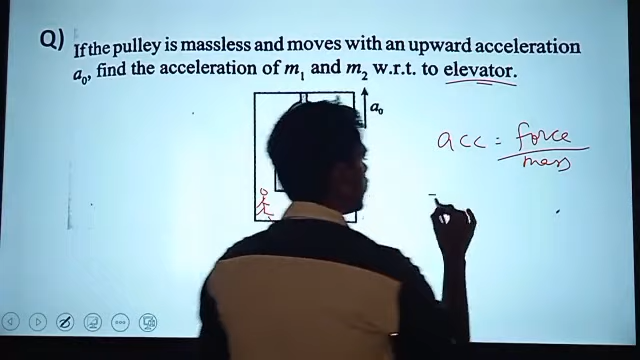 Q) If the pulley is massless and moves with an upward acceleration
a₀, find the acceleration of m₁ and m₂ w.r.t. to elevator.
a₀
acc = force
mass